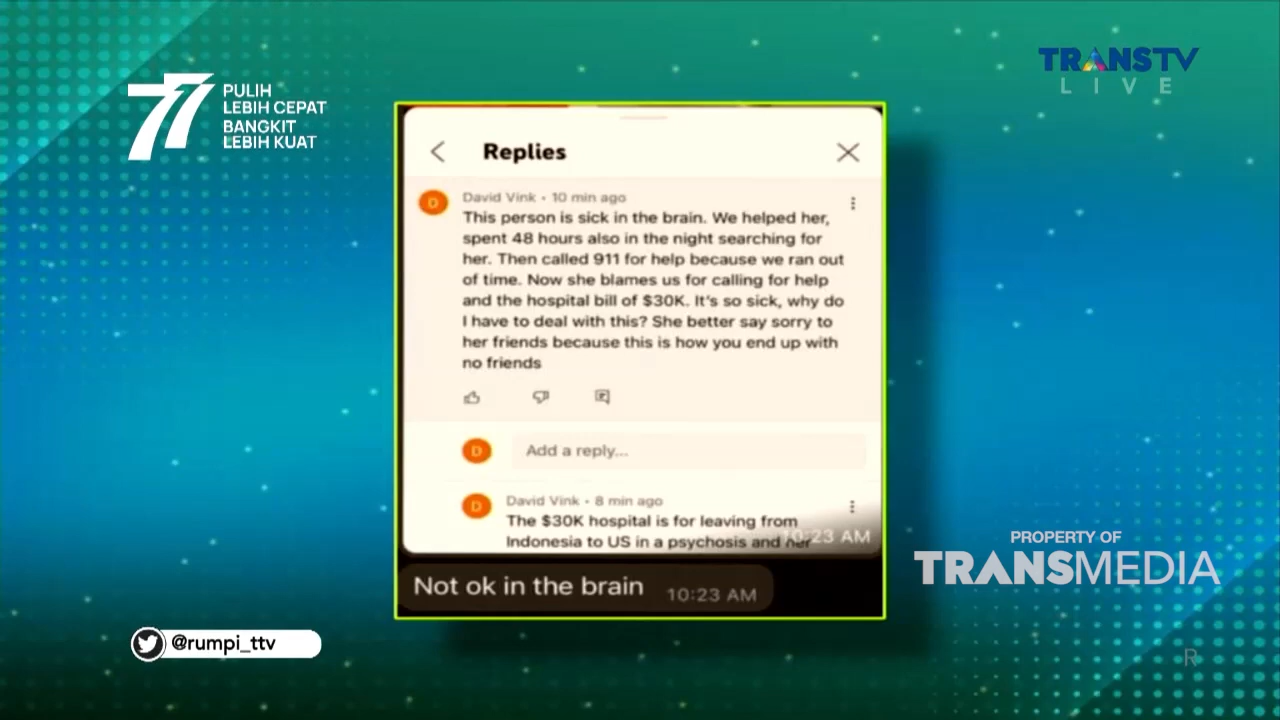 77
PULIH
LEBIH CEPAT
BANGKIT
LEBIH KUAT
TRANSTV
LIVE
Replies
D
David Vink • 10 min ago
This person is sick in the brain. We helped her,
spent 48 hours also in the night searching for
her. Then called 911 for help because we ran out
of time. Now she blames us for calling for help
and the hospital bill of $30K. It's so sick, why do
I have to deal with this? She better say sorry to
her friends because this is how you end up with
no friends
D
Add a reply...
D
David Vink • 8 min ago
The $30K hospital is for leaving from
Indonesia to US in a psychosis and her
10:23 AM
Not ok in the brain
10:23 AM
PROPERTY OF
TRANSMEDIA
@rumpi_ttv
R